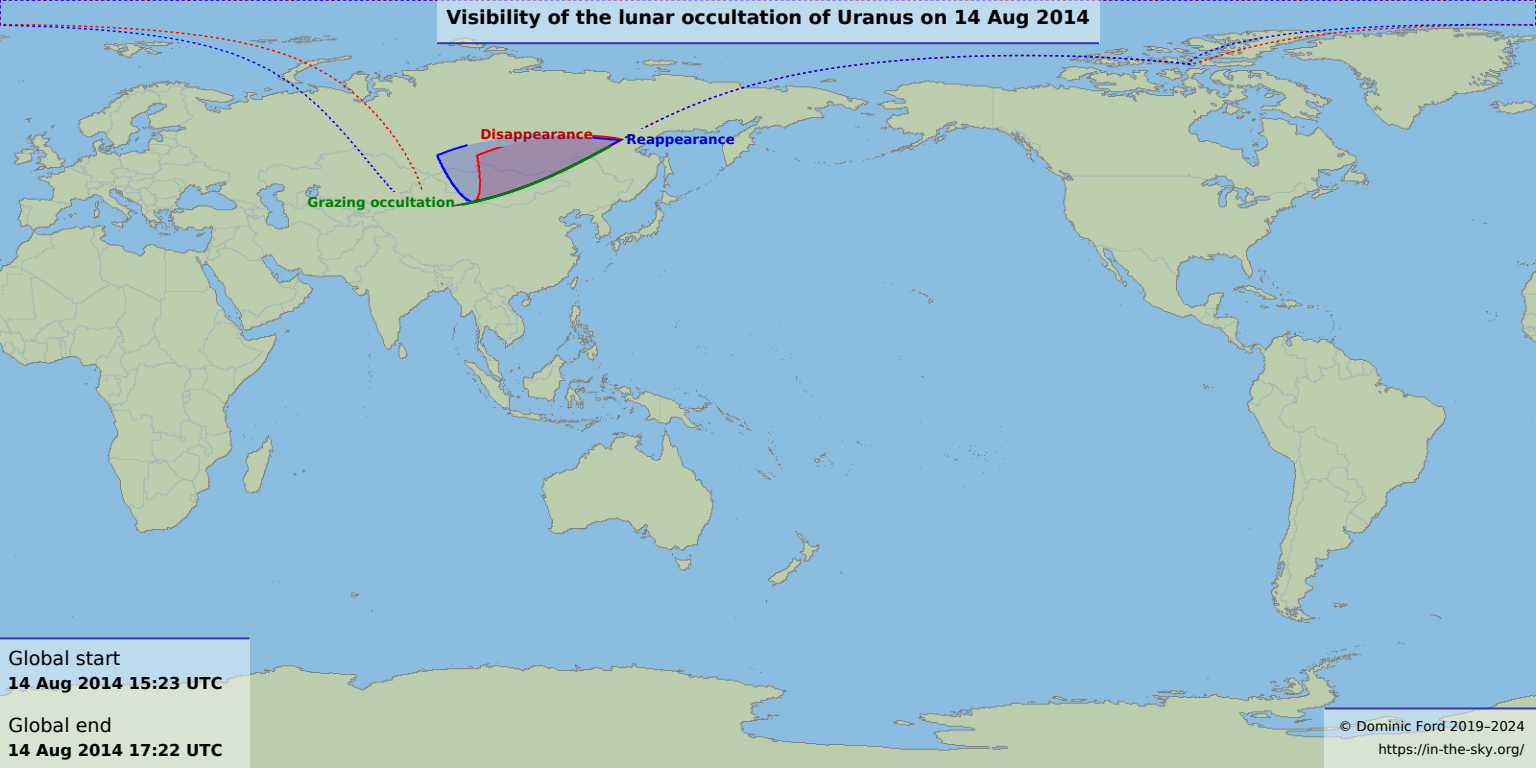 Visibility of the lunar occultation of Uranus on 14 Aug 2014
Disappearance
Reappearance
Grazing occultation
Global start
14 Aug 2014 15:23 UTC
Global end
14 Aug 2014 17:22 UTC
© Dominic Ford 2019–2024
https://in-the-sky.org/